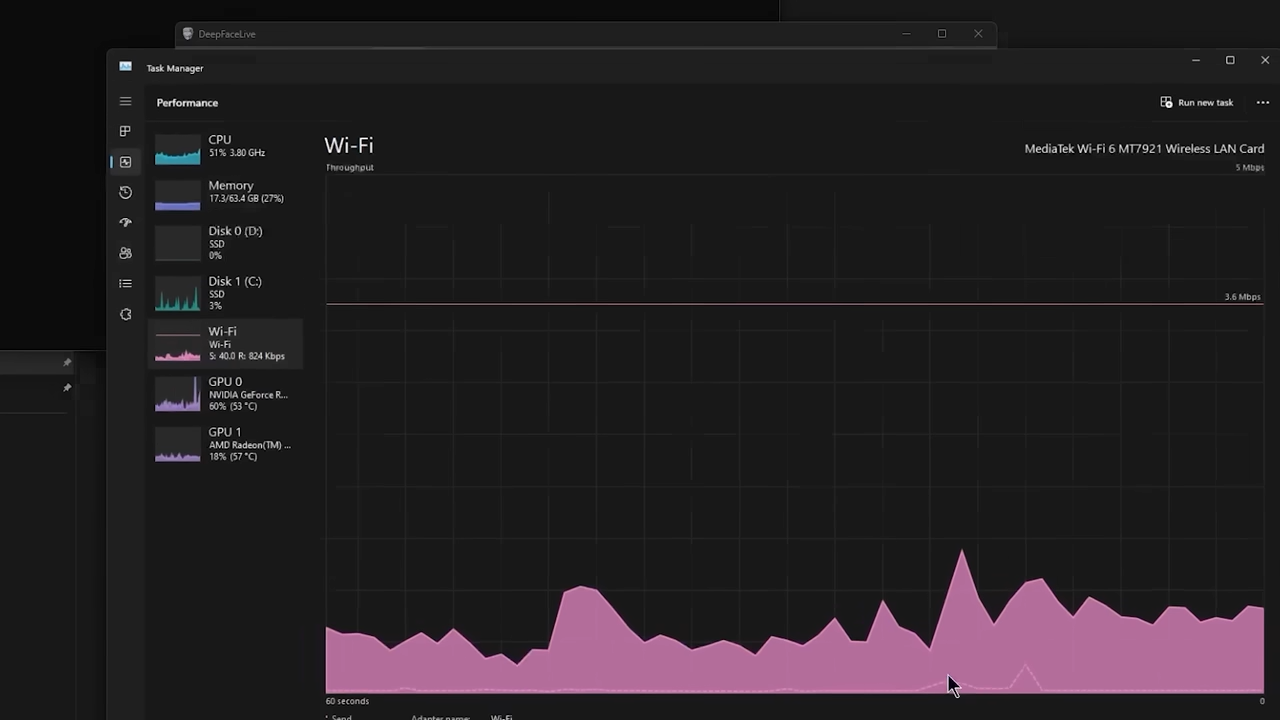 DeepFaceLive
Task Manager
Performance
Run new task
CPU
51% 3.80 GHz
Memory
17.3/63.4 GB (27%)
Disk 0 (D:)
SSD
0%
Disk 1 (C:)
SSD
3%
Wi-Fi
Wi-Fi
S: 40.0 R: 824 Kbps
GPU 0
NVIDIA GeForce R...
60% (53 °C)
GPU 1
AMD Radeon(TM) ...
18% (57 °C)
Wi-Fi
MediaTek Wi-Fi 6 MT7921 Wireless LAN Card
Throughput
5 Mbps
3.6 Mbps
60 seconds
0
Send
Adapter name:
Wi-Fi